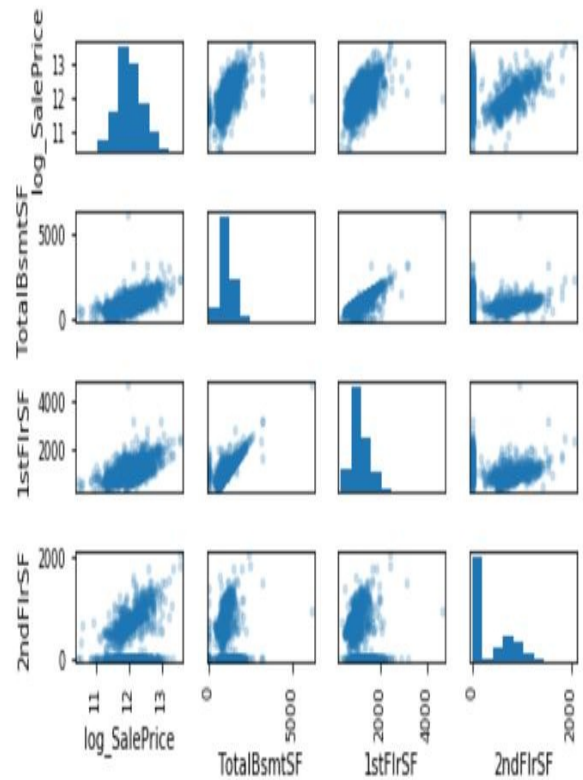 log_SalePrice
13
12
11
TotalBsmtSF
5000
0
1stFlrSF
4000
2000
2ndFlrSF
2000
0
11
12
13
0
5000
2000
4000
0
2000
log_SalePrice
TotalBsmtSF
1stFlrSF
2ndFlrSF